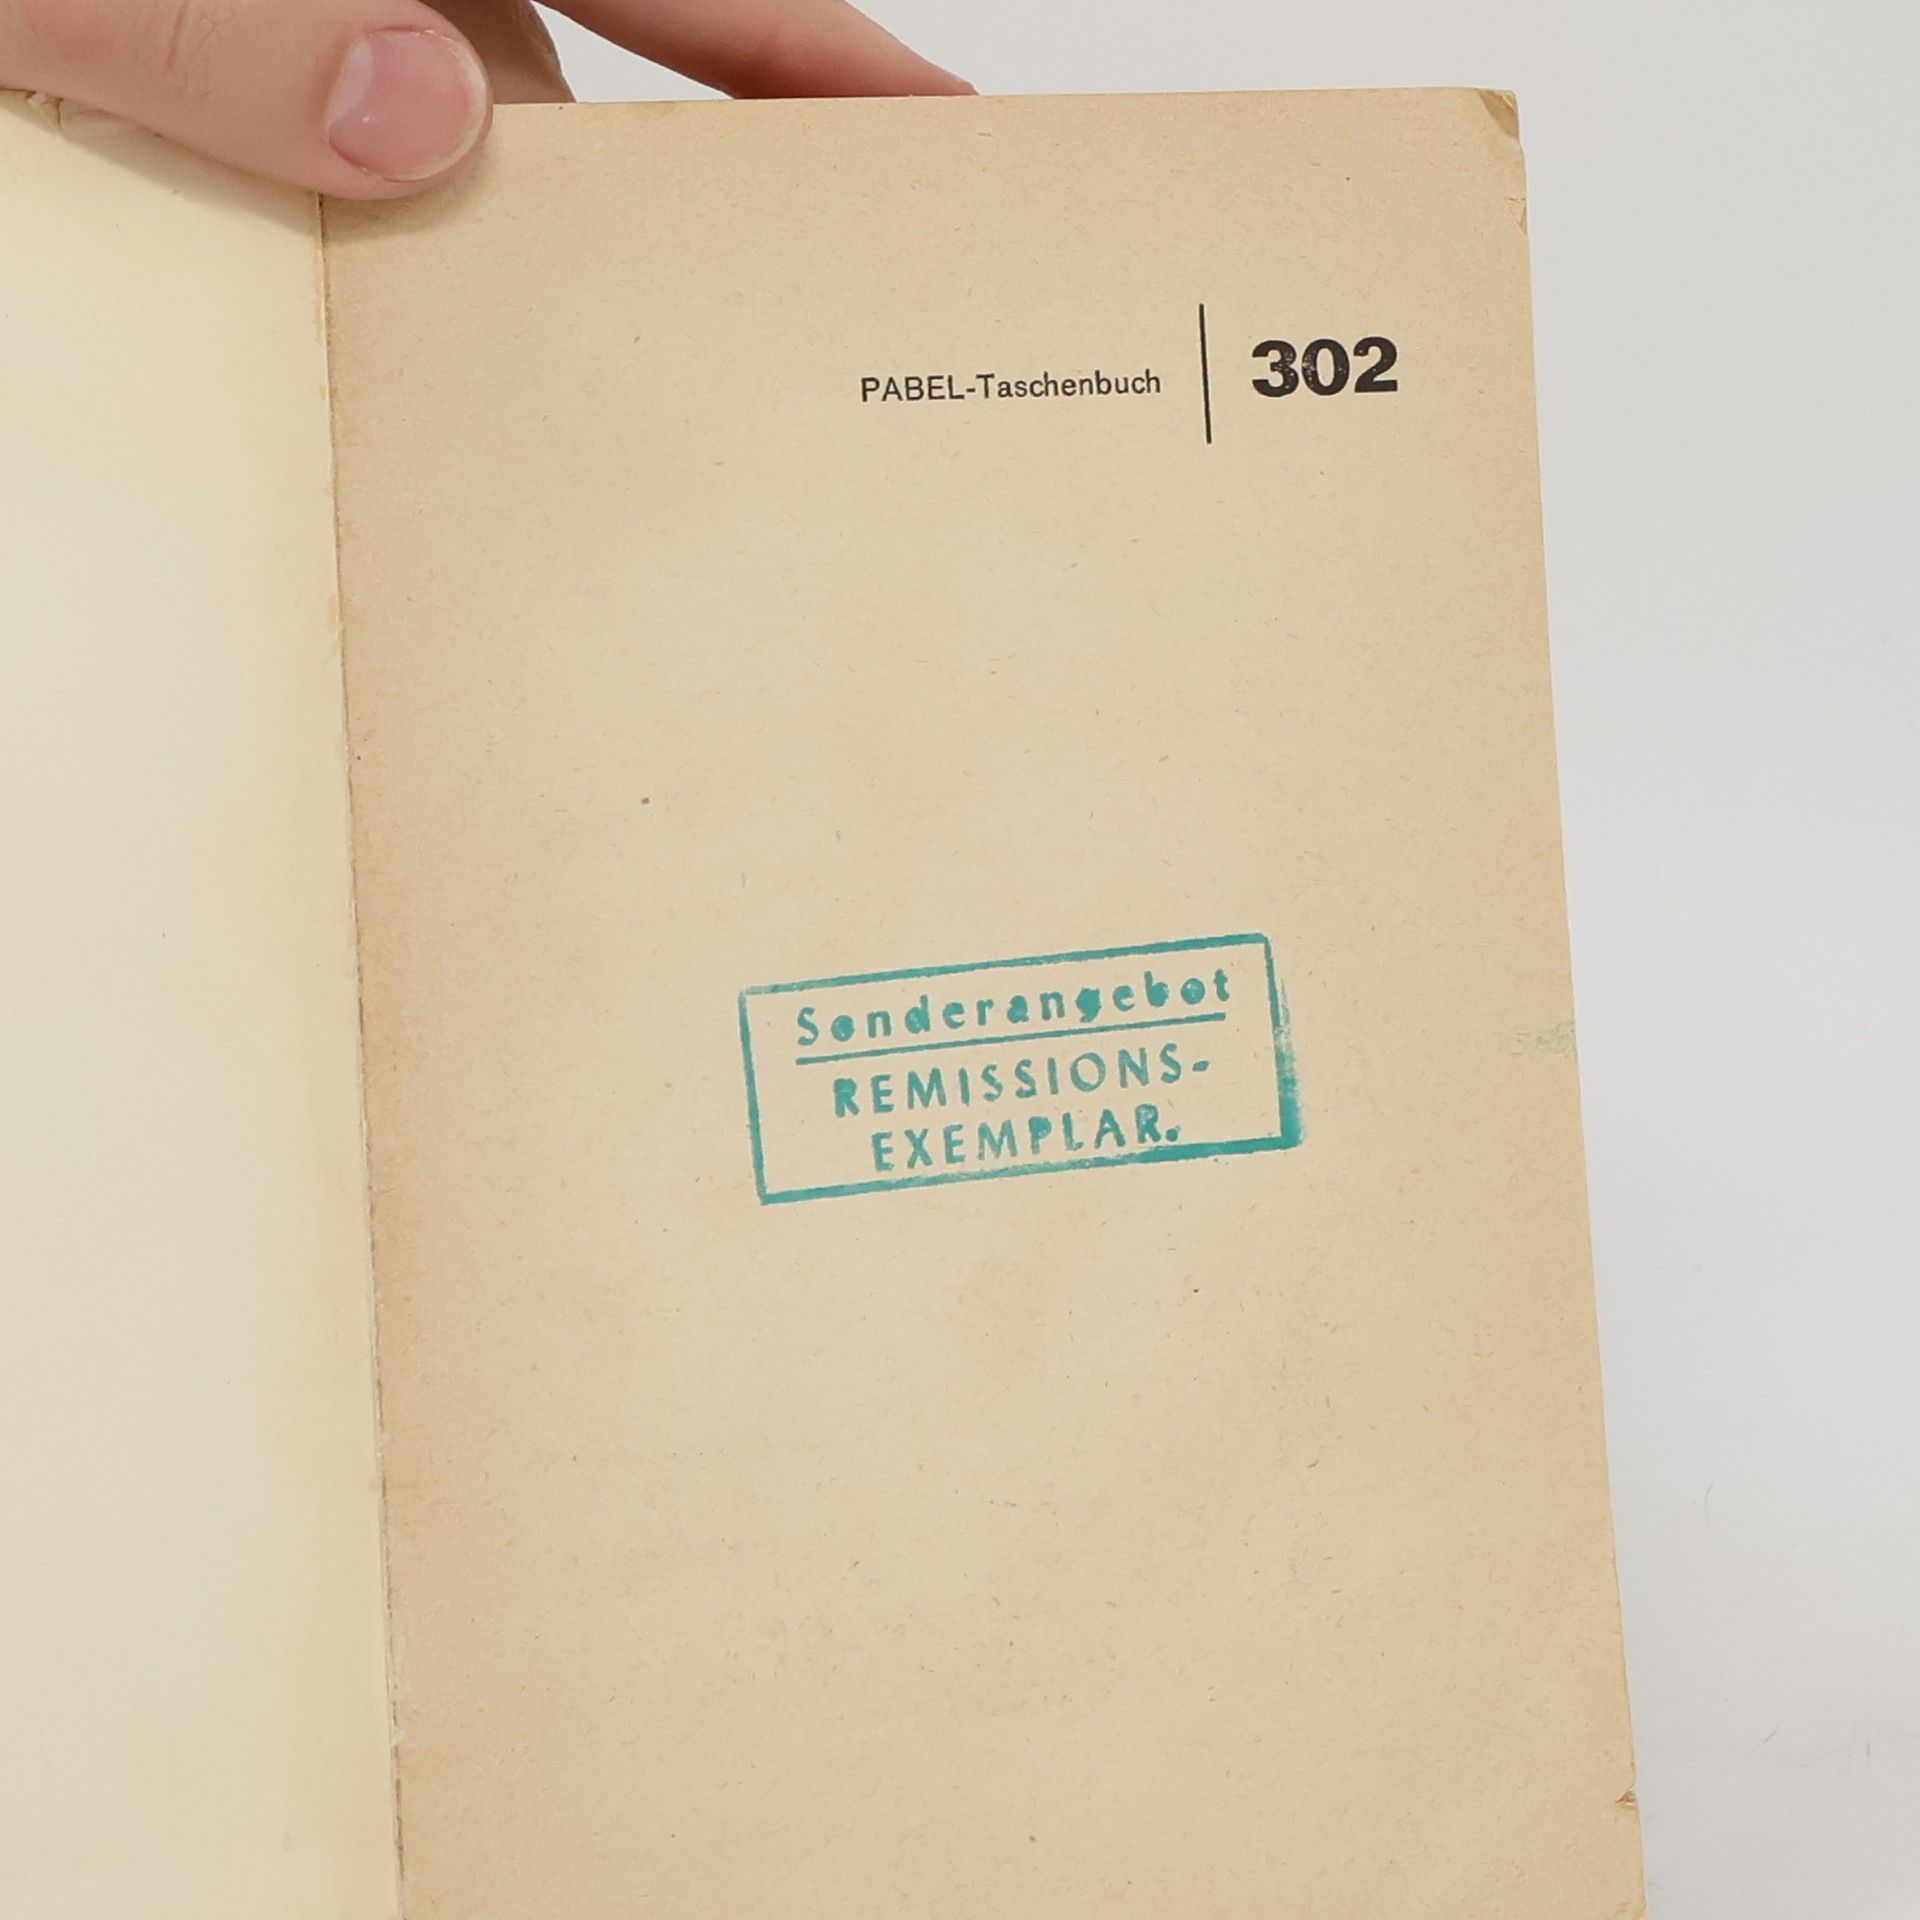 PABEL-Taschenbuch | 302
Sonderangebot
REMISSIONS-
EXEMPLAR.